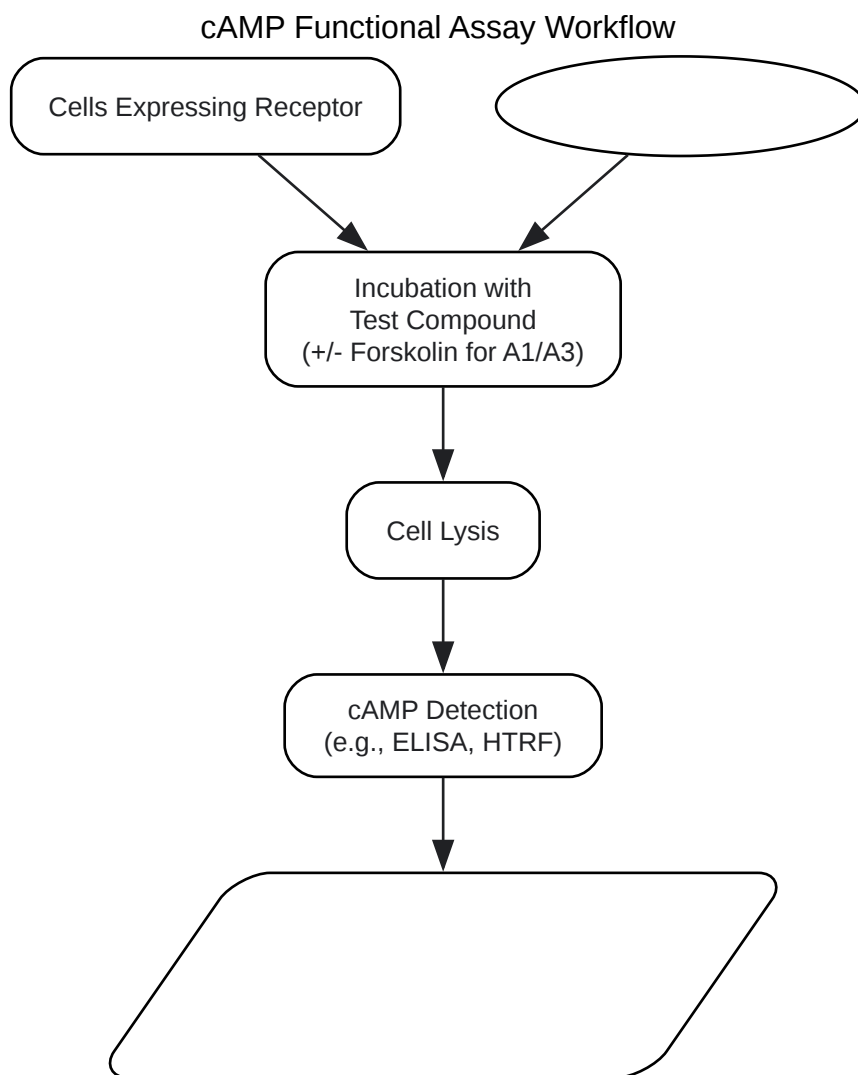 cAMP Functional Assay Workflow
Cells Expressing Receptor
Incubation with
Test Compound
(+/- Forskolin for A1/A3)
Cell Lysis
cAMP Detection
(e.g., ELISA, HTRF)